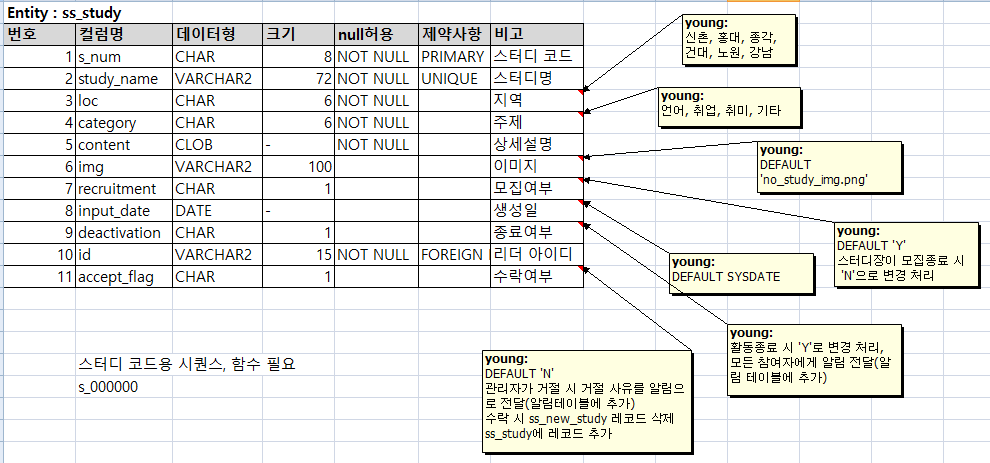 Entity : ss_study
번호 컬럼명 데이터형 크기 null허용 제약사항 비고
1 s_num CHAR 8 NOT NULL PRIMARY 스터디 코드
2 study_name VARCHAR2 72 NOT NULL UNIQUE 스터디명
3 loc CHAR 6 NOT NULL 지역
4 category CHAR 6 NOT NULL 주제
5 content CLOB - NOT NULL 상세설명
6 img VARCHAR2 100 이미지
7 recruitment CHAR 1 모집여부
8 input_date DATE - 생성일
9 deactivation CHAR 1 종료여부
10 id VARCHAR2 15 NOT NULL FOREIGN 리더 아이디
11 accept_flag CHAR 1 수락여부
스터디 코드용 시퀀스, 함수 필요
s_000000
young:
신촌, 홍대, 종각,
건대, 노원, 강남
young:
언어, 취업, 취미, 기타
young:
DEFAULT
'no_study_img.png'
young:
DEFAULT 'Y'
스터디장이 모집종료 시
'N'으로 변경 처리
young:
DEFAULT SYSDATE
young:
활동종료 시 'Y'로 변경 처리,
모든 참여자에게 알림 전달(알
림 테이블에 추가)
young:
DEFAULT 'N'
관리자가 거절 시 거절 사유를 알림으
로 전달(알림테이블에 추가)
수락 시 ss_new_study 레코드 삭제
ss_study에 레코드 추가